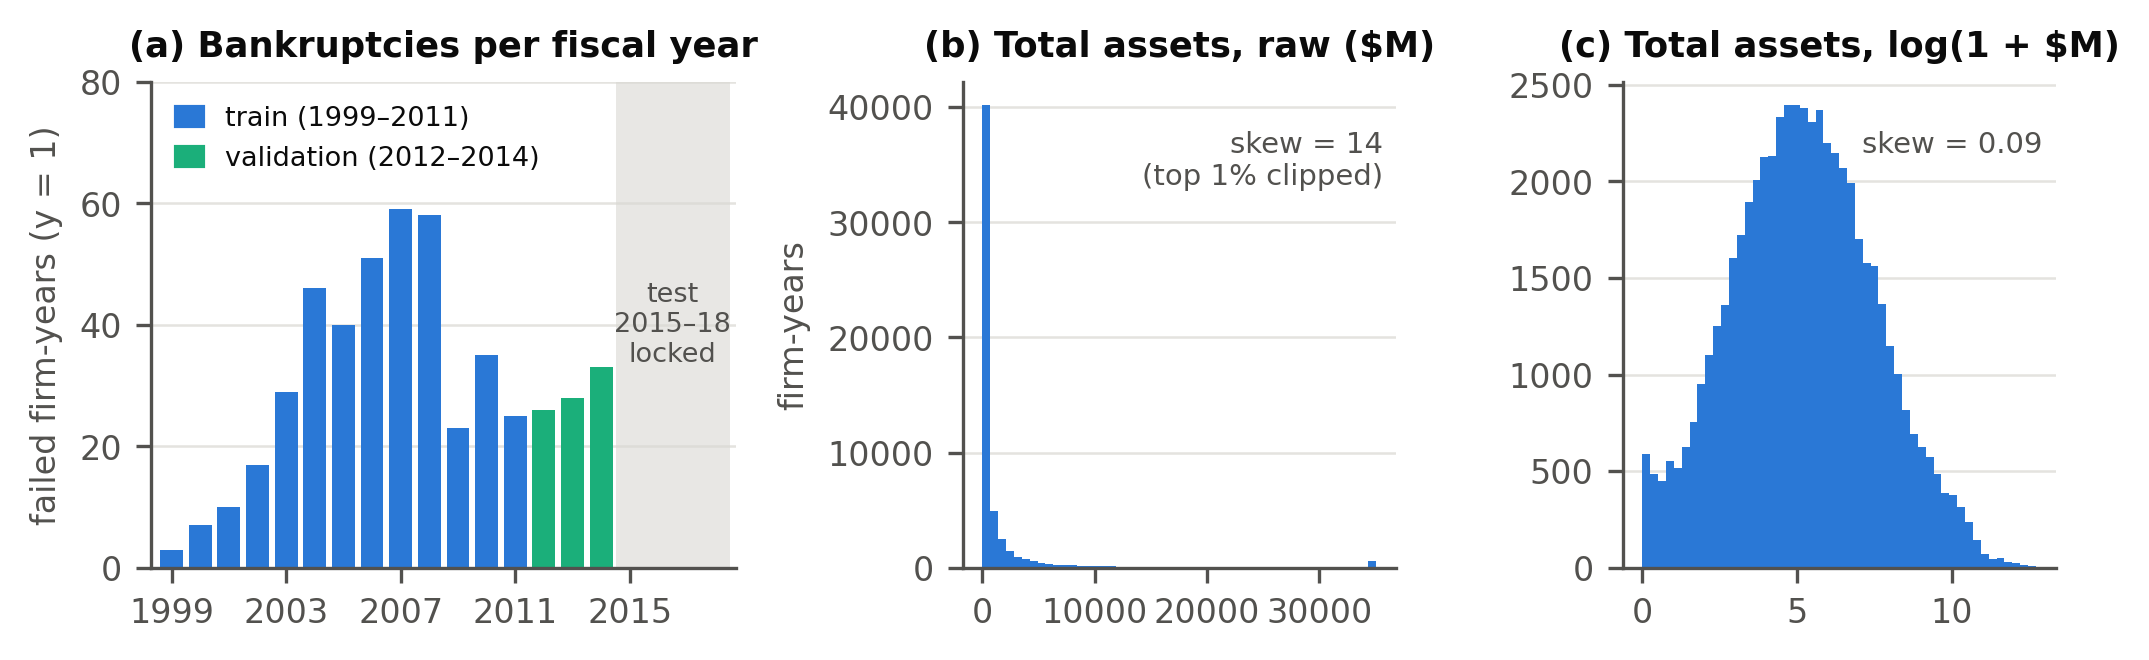 (a) Bankruptcies per fiscal year
failed firm-years (y = 1)
80
60
40
20
0
train (1999–2011)
validation (2012–2014)
test
2015–18
locked
1999 2003 2007 2011 2015
(b) Total assets, raw ($M)
firm-years
40000
30000
20000
10000
0
skew = 14
(top 1% clipped)
0 10000 20000 30000
(c) Total assets, log(1 + $M)
2500
2000
1500
1000
500
0
skew = 0.09
0 5 10